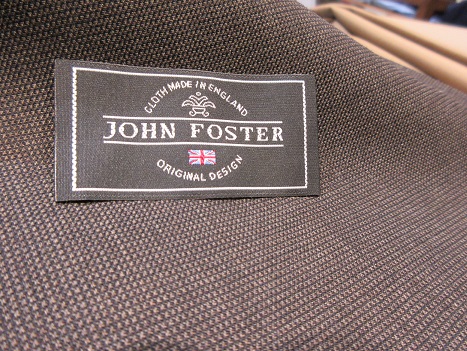 CLOTH MADE IN ENGLAND
JOHN FOSTER
ORIGINAL DESIGN